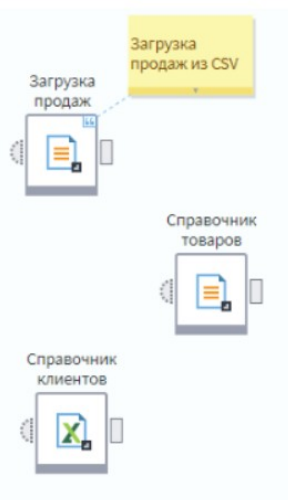 Загрузка
продаж из CSV
Загрузка
продаж
Справочник
товаров
Справочник
клиентов